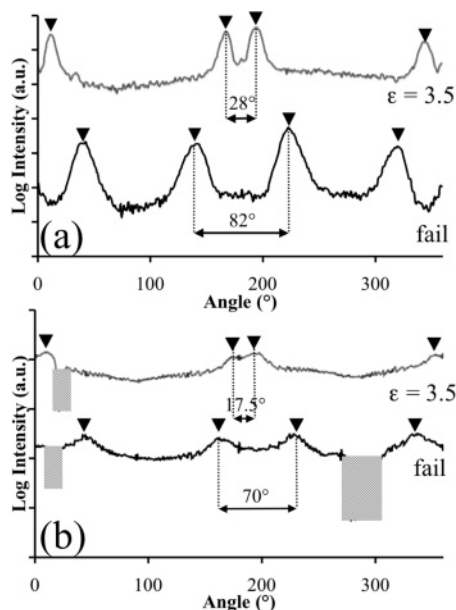 Log Intensity (a.u.)
28°
ε = 3.5
82°
(a)
fail
0
100
200
300
Angle (°)
Log Intensity (a.u.)
17.5°
ε = 3.5
fail
70°
(b)
0
100
200
300
Angle (°)